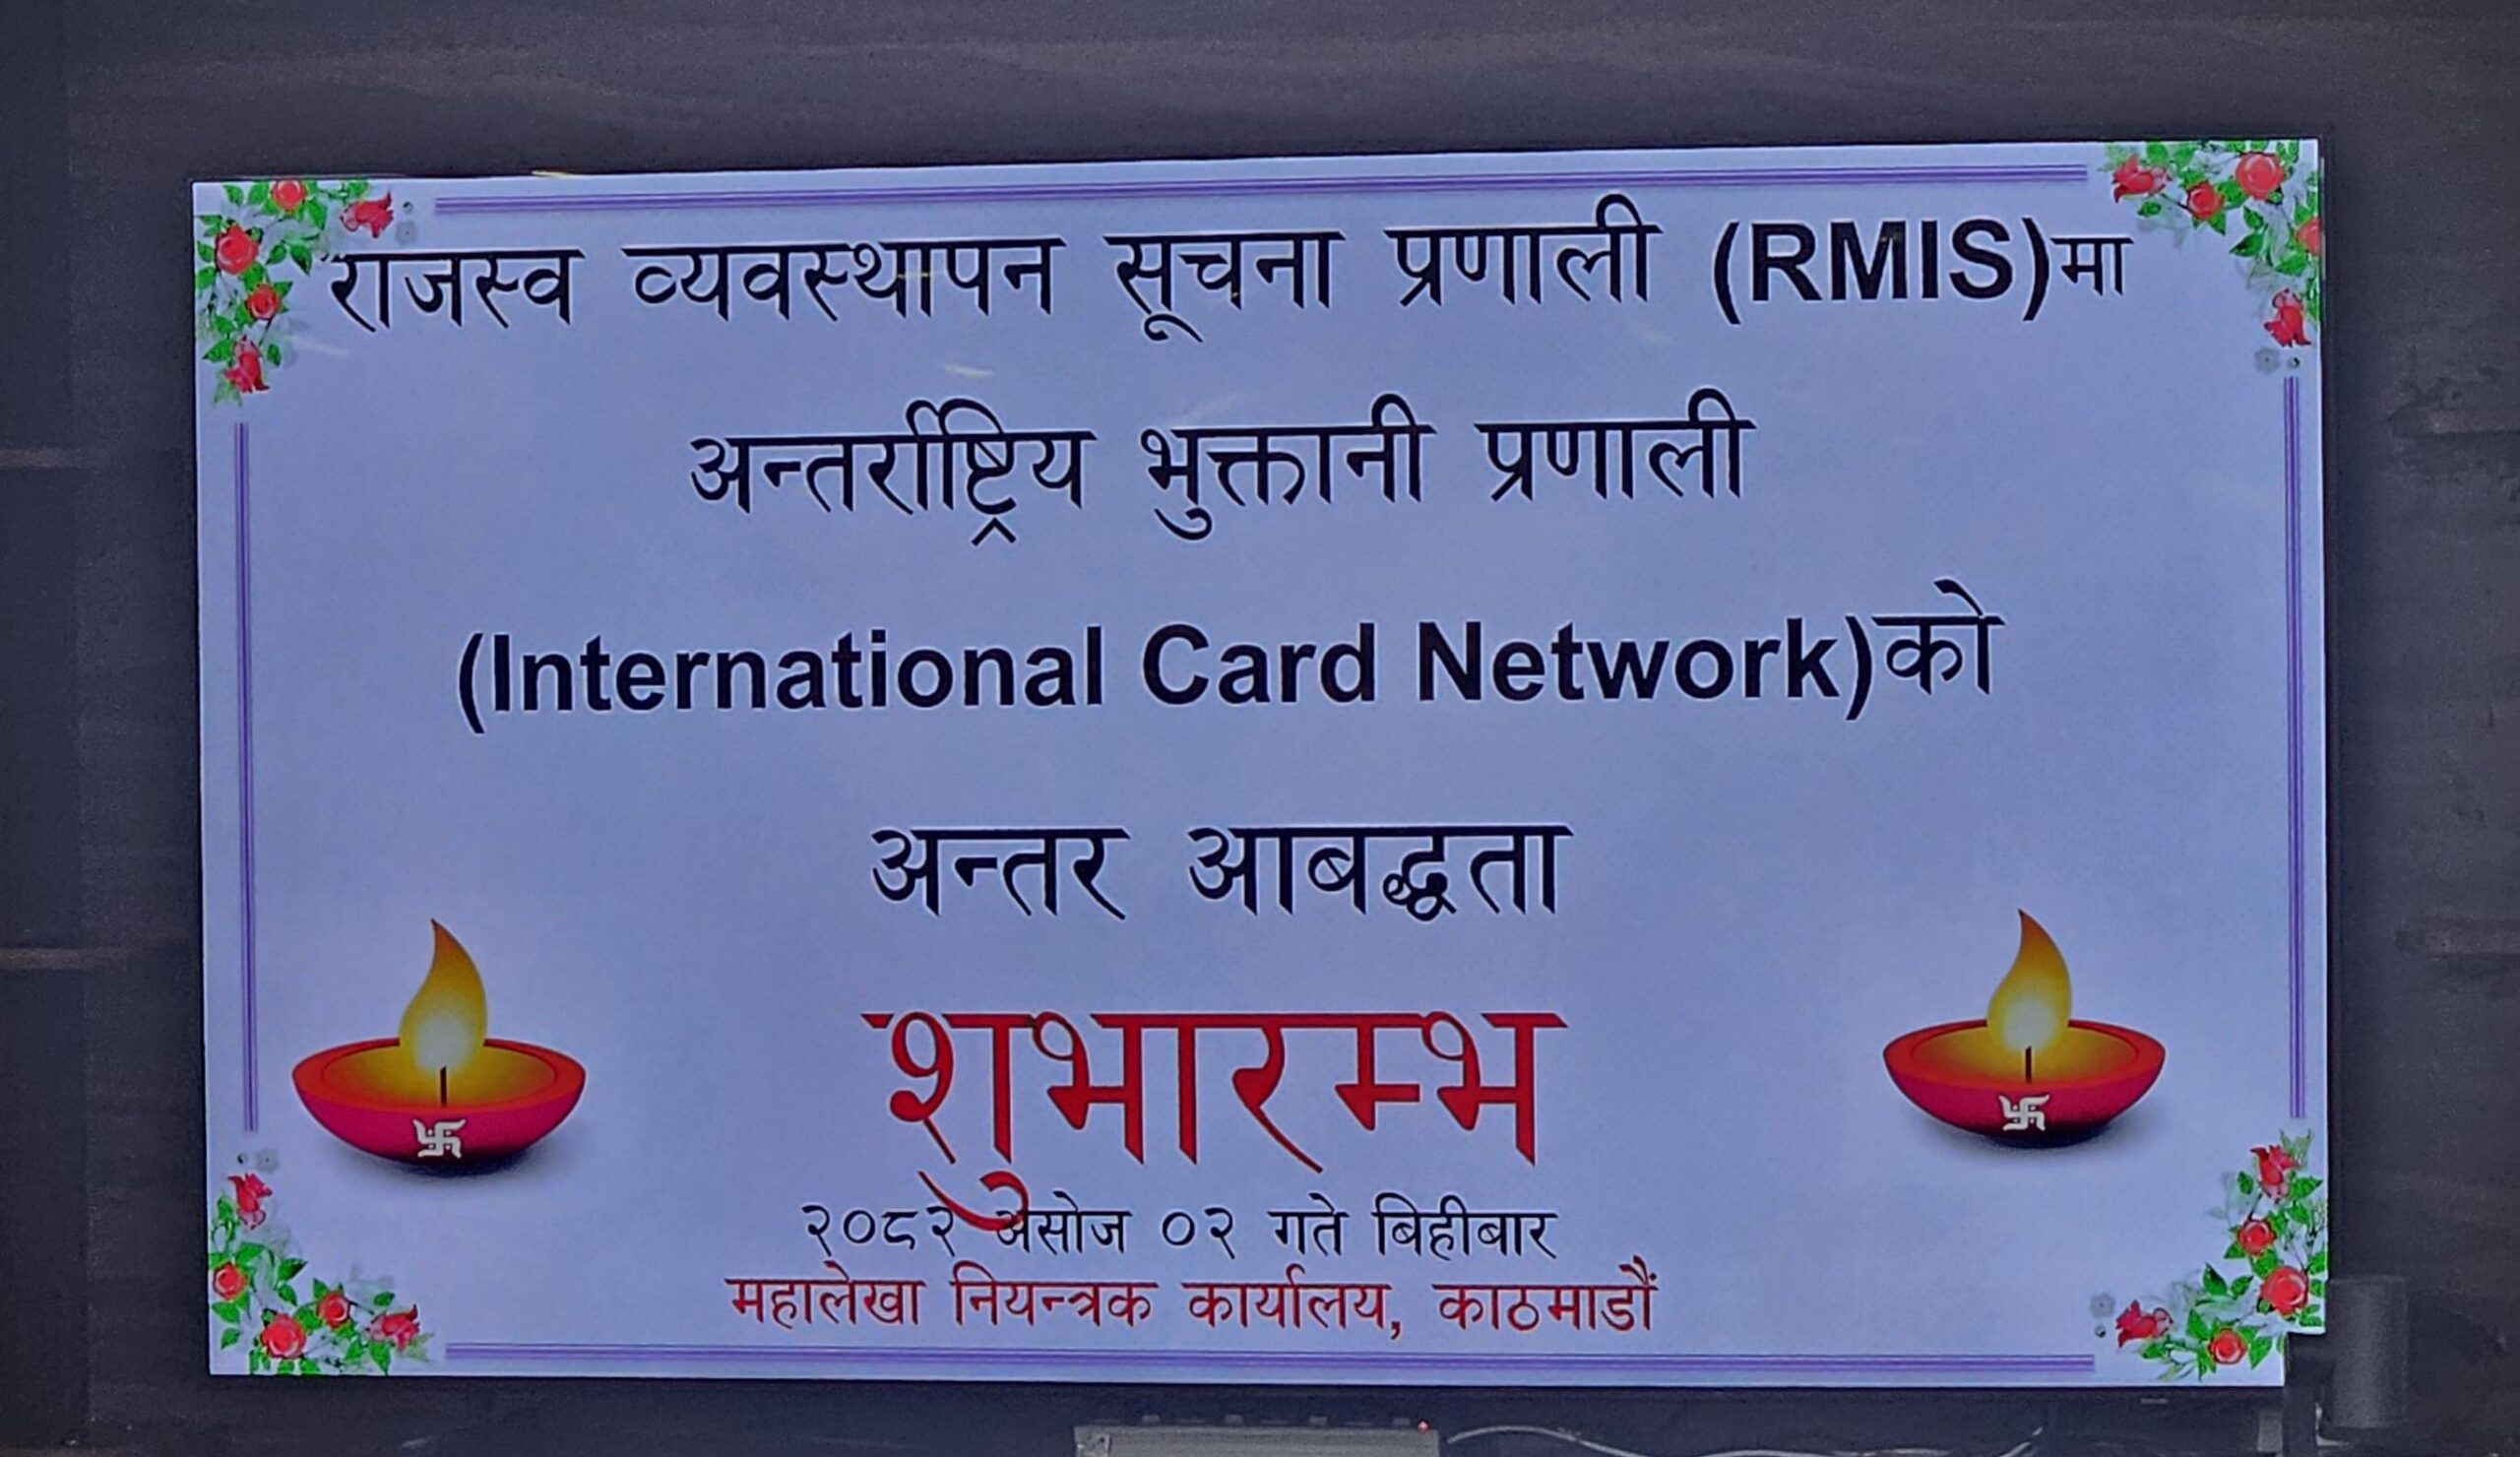 राजस्व व्यवस्थापन सूचना प्रणाली (RMIS)मा
अन्तर्राष्ट्रिय भुक्तानी प्रणाली
(International Card Network)को
अन्तर आबद्धता
शुभारम्भ
२०८२ असोज ०२ गते बिहीबार
महालेखा नियन्त्रक कार्यालय, काठमाडौं